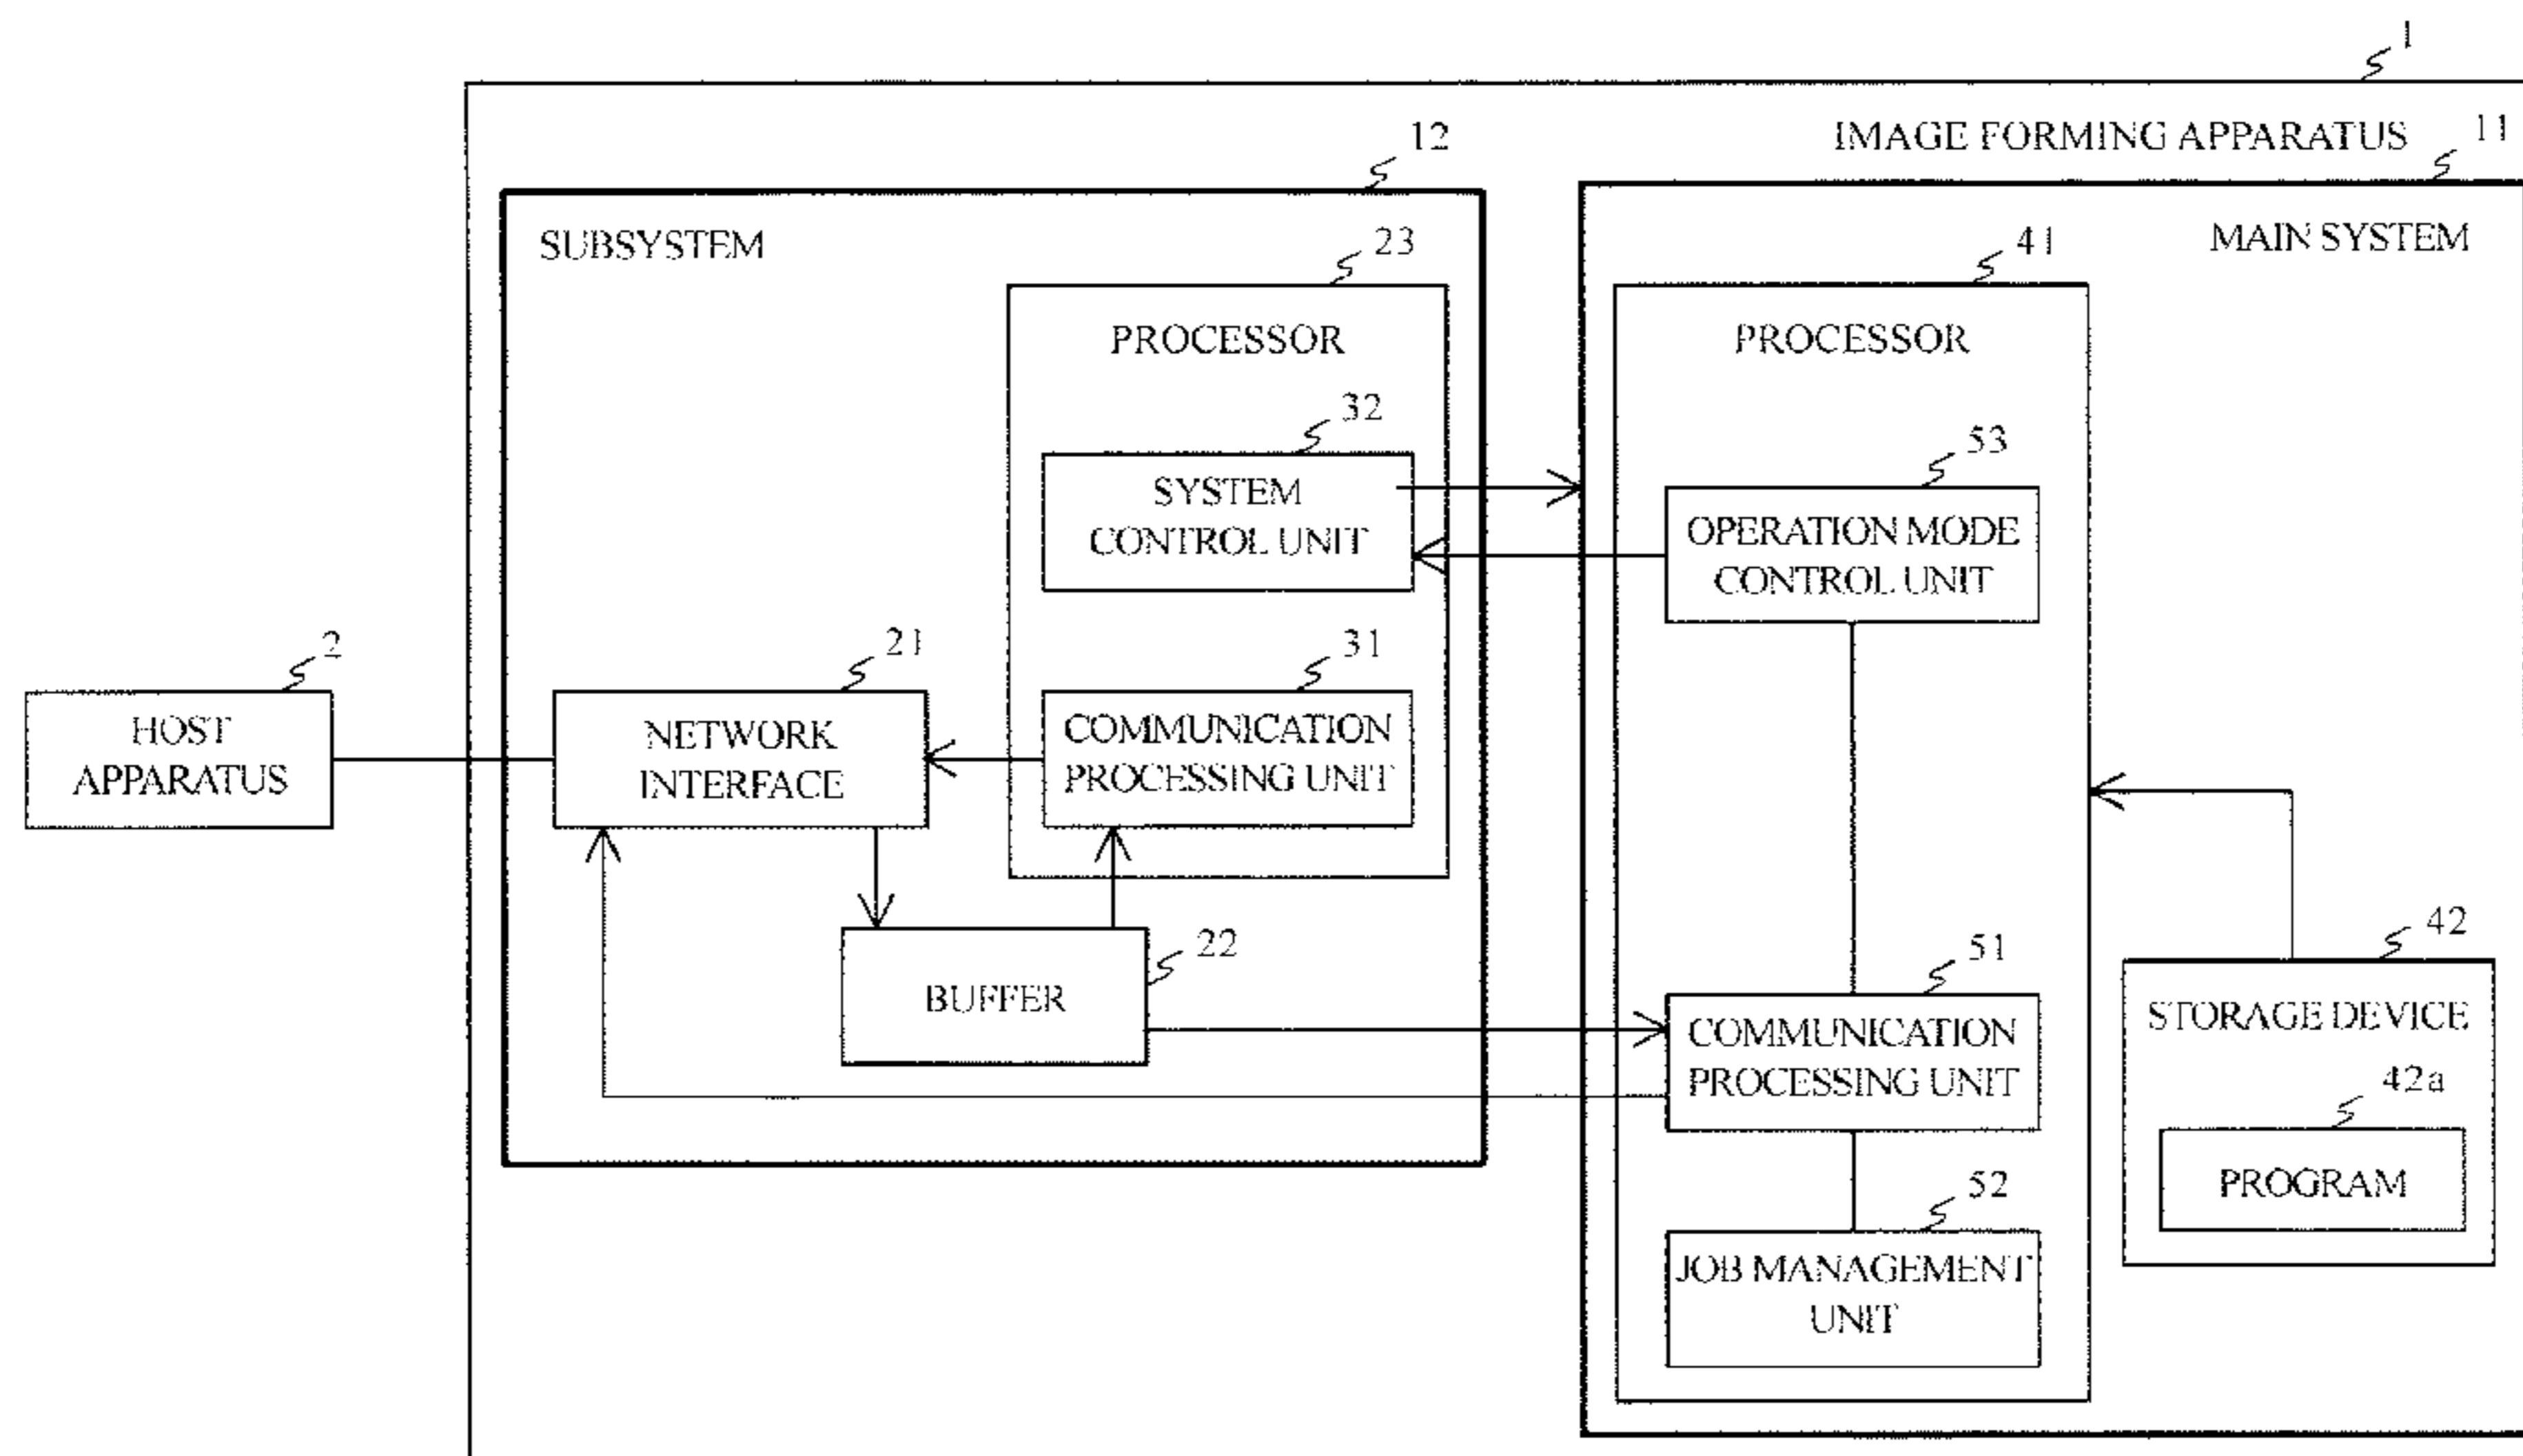 1
IMAGE FORMING APPARATUS
12
11
SUBSYSTEM
MAIN SYSTEM
23
41
PROCESSOR
PROCESSOR
32
53
SYSTEM
CONTROL UNIT
OPERATION MODE
CONTROL UNIT
2
21
31
HOST
APPARATUS
NETWORK
INTERFACE
COMMUNICATION
PROCESSING UNIT
22
51
42
BUFFER
COMMUNICATION
PROCESSING UNIT
STORAGE DEVICE
42a
PROGRAM
52
JOB MANAGEMENT
UNIT